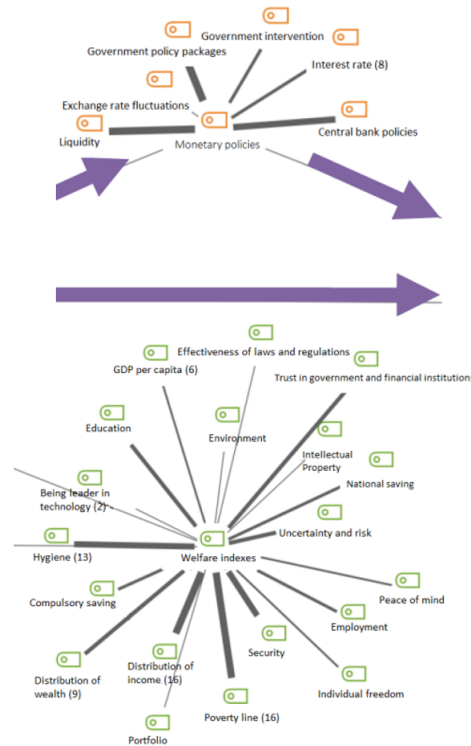 Government intervention
Government policy packages
Interest rate (8)
Exchange rate fluctuations
Central bank policies
Liquidity
Monetary policies
Effectiveness of laws and regulations
GDP per capita (6)
Trust in government and financial institutions
Education
Environment
Intellectual
Property
National saving
Being leader in
technology (2)
Uncertainty and risk
Hygiene (13)
Welfare indexes
Peace of mind
Compulsory saving
Employment
Security
Distribution of
income (16)
Distribution of
wealth (9)
Individual freedom
Poverty line (16)
Portfolio